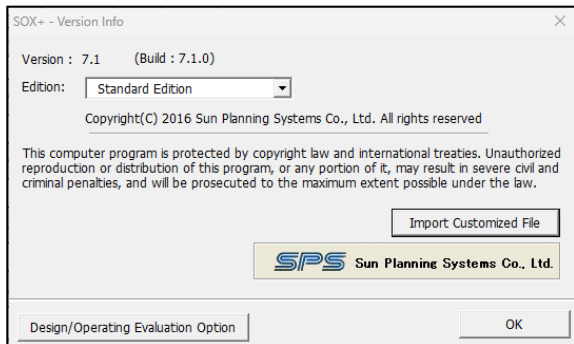 SOX+ - Version Info
Version : 7.1 (Build : 7.1.0)
Edition: Standard Edition
Copyright(C) 2016 Sun Planning Systems Co., Ltd. All rights reserved
This computer program is protected by copyright law and international treaties. Unauthorized
reproduction or distribution of this program, or any portion of it, may result in severe civil and
criminal penalties, and will be prosecuted to the maximum extent possible under the law.
Import Customized File
SPS Sun Planning Systems Co., Ltd.
Design/Operating Evaluation Option
OK